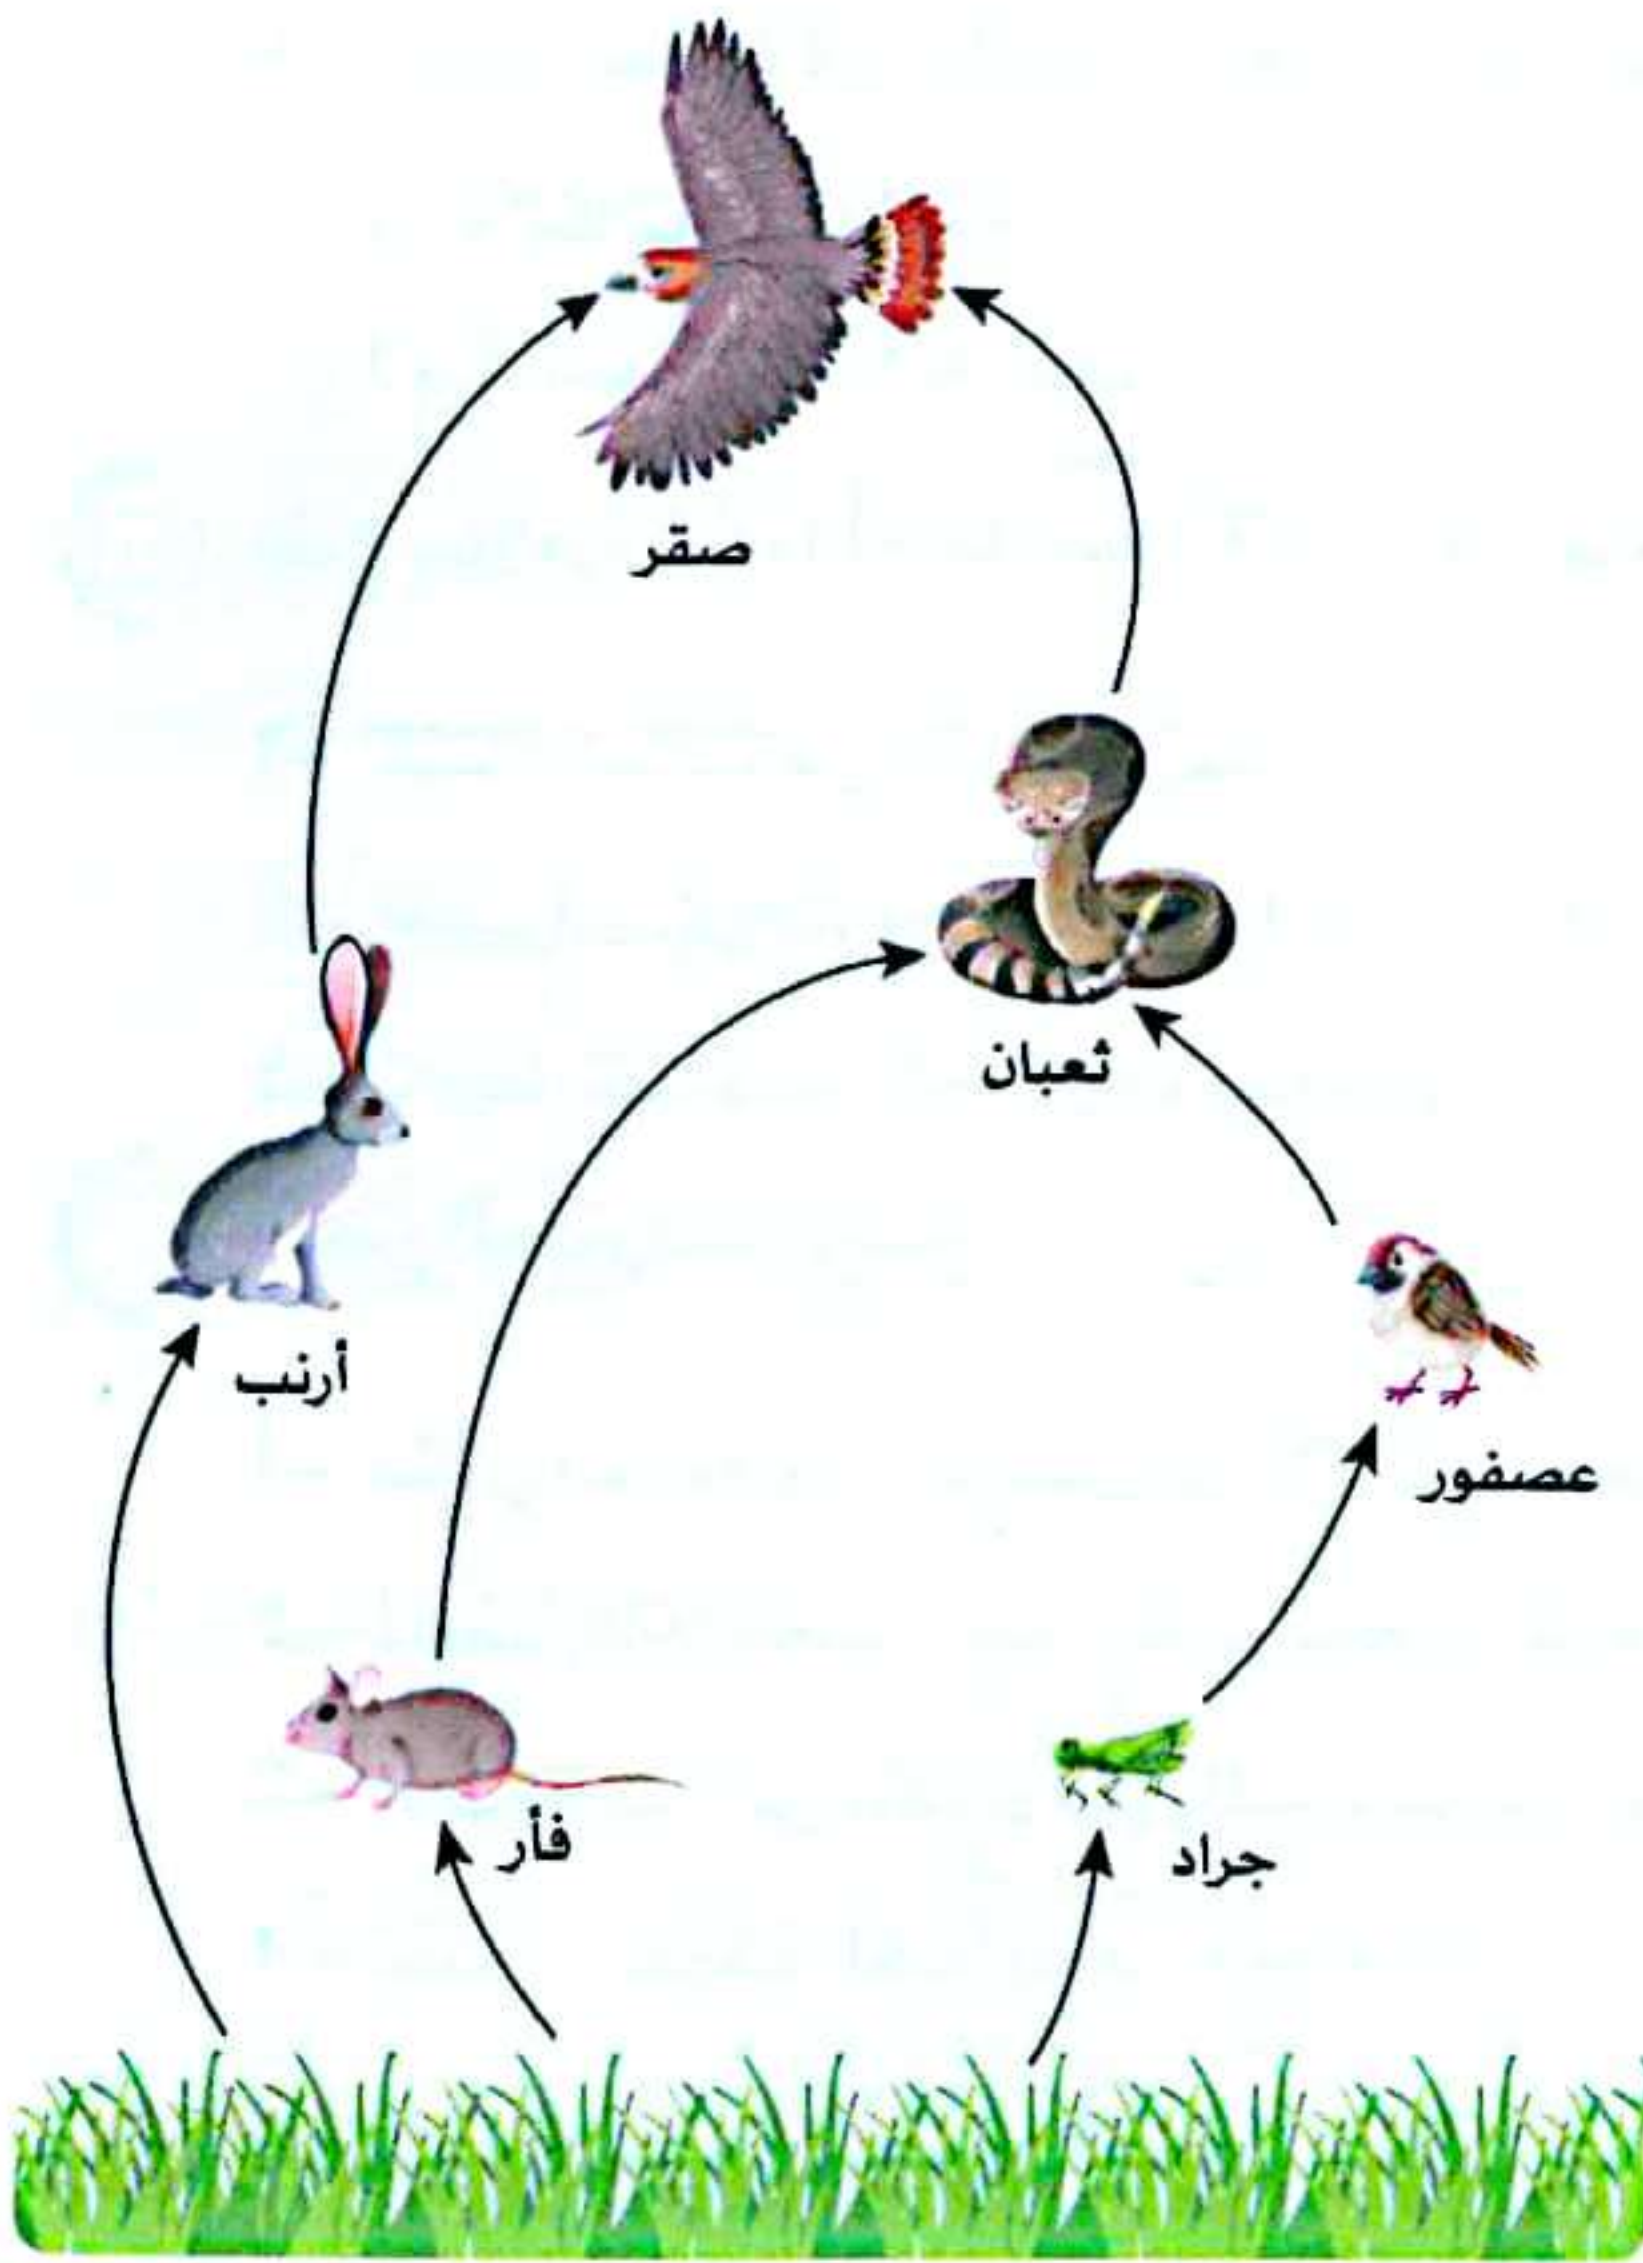 صقر
ثعبان
أرنب
عصفور
فأر
جراد